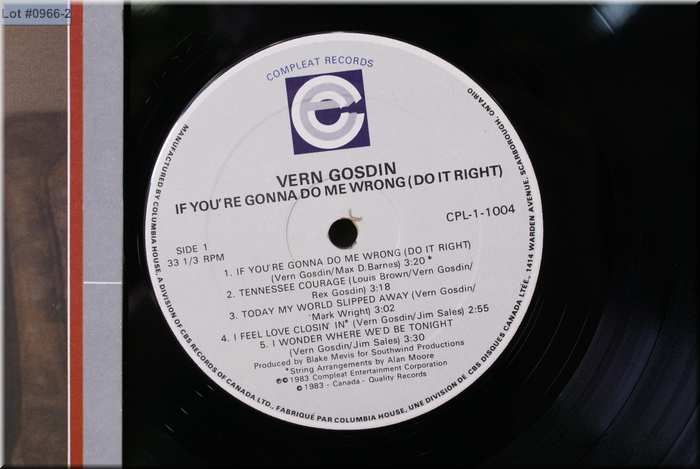 Lot #0966-2
COMPLEAT RECORDS
VERN GOSDIN
IF YOU'RE GONNA DO ME WRONG (DO IT RIGHT)
CPL-1-1004
SIDE 1
33 1/3 RPM
1. IF YOU'RE GONNA DO ME WRONG (DO IT RIGHT)
(Vern Gosdin/Max D. Barnes) 3:20 *
2. TENNESSEE COURAGE (Louis Brown/Vern Gosdin/
Rex Gosdin) 3:18
3. TODAY MY WORLD SLIPPED AWAY (Vern Gosdin/
Mark Wright) 3:02
4. I FEEL LOVE CLOSIN' IN* (Vern Gosdin/Jim Sales) 2:55
5. I WONDER WHERE WE'D BE TONIGHT
(Vern Gosdin/Jim Sales) 3:30
Produced by Blake Mevis for Southwind Productions
*String Arrangements by Alan Moore
℗© 1983 Compleat Entertainment Corporation
© 1983 - Canada - Quality Records
MANUFACTURED BY COLUMBIA HOUSE, A DIVISION OF CBS RECORDS OF CANADA LTD., FABRIQUÉ PAR COLUMBIA HOUSE, UNE DIVISION DE CBS DISQUES CANADA LTÉE., 1414 WARDEN AVENUE, SCARBOROUGH, ONTARIO